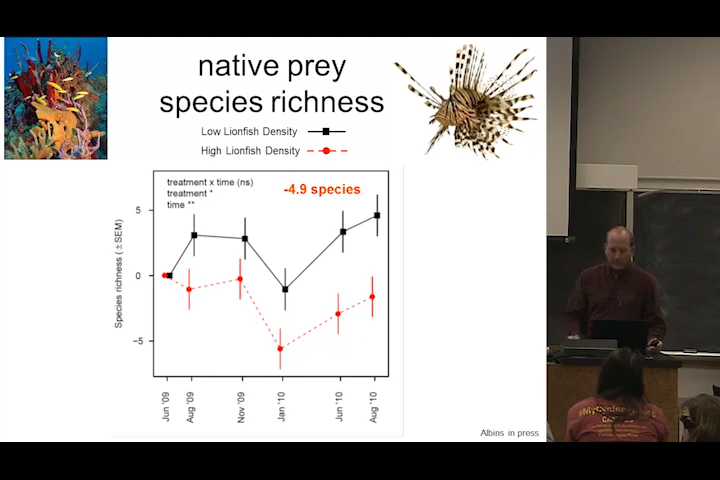 native prey
species richness
Low Lionfish Density
High Lionfish Density
treatment x time (ns)
treatment *
time **
-4.9 species
Species richness (±SEM)
5
0
−5
Jun '09
Aug '09
Nov '09
Jan '10
Jun '10
Aug '10
Albins in press